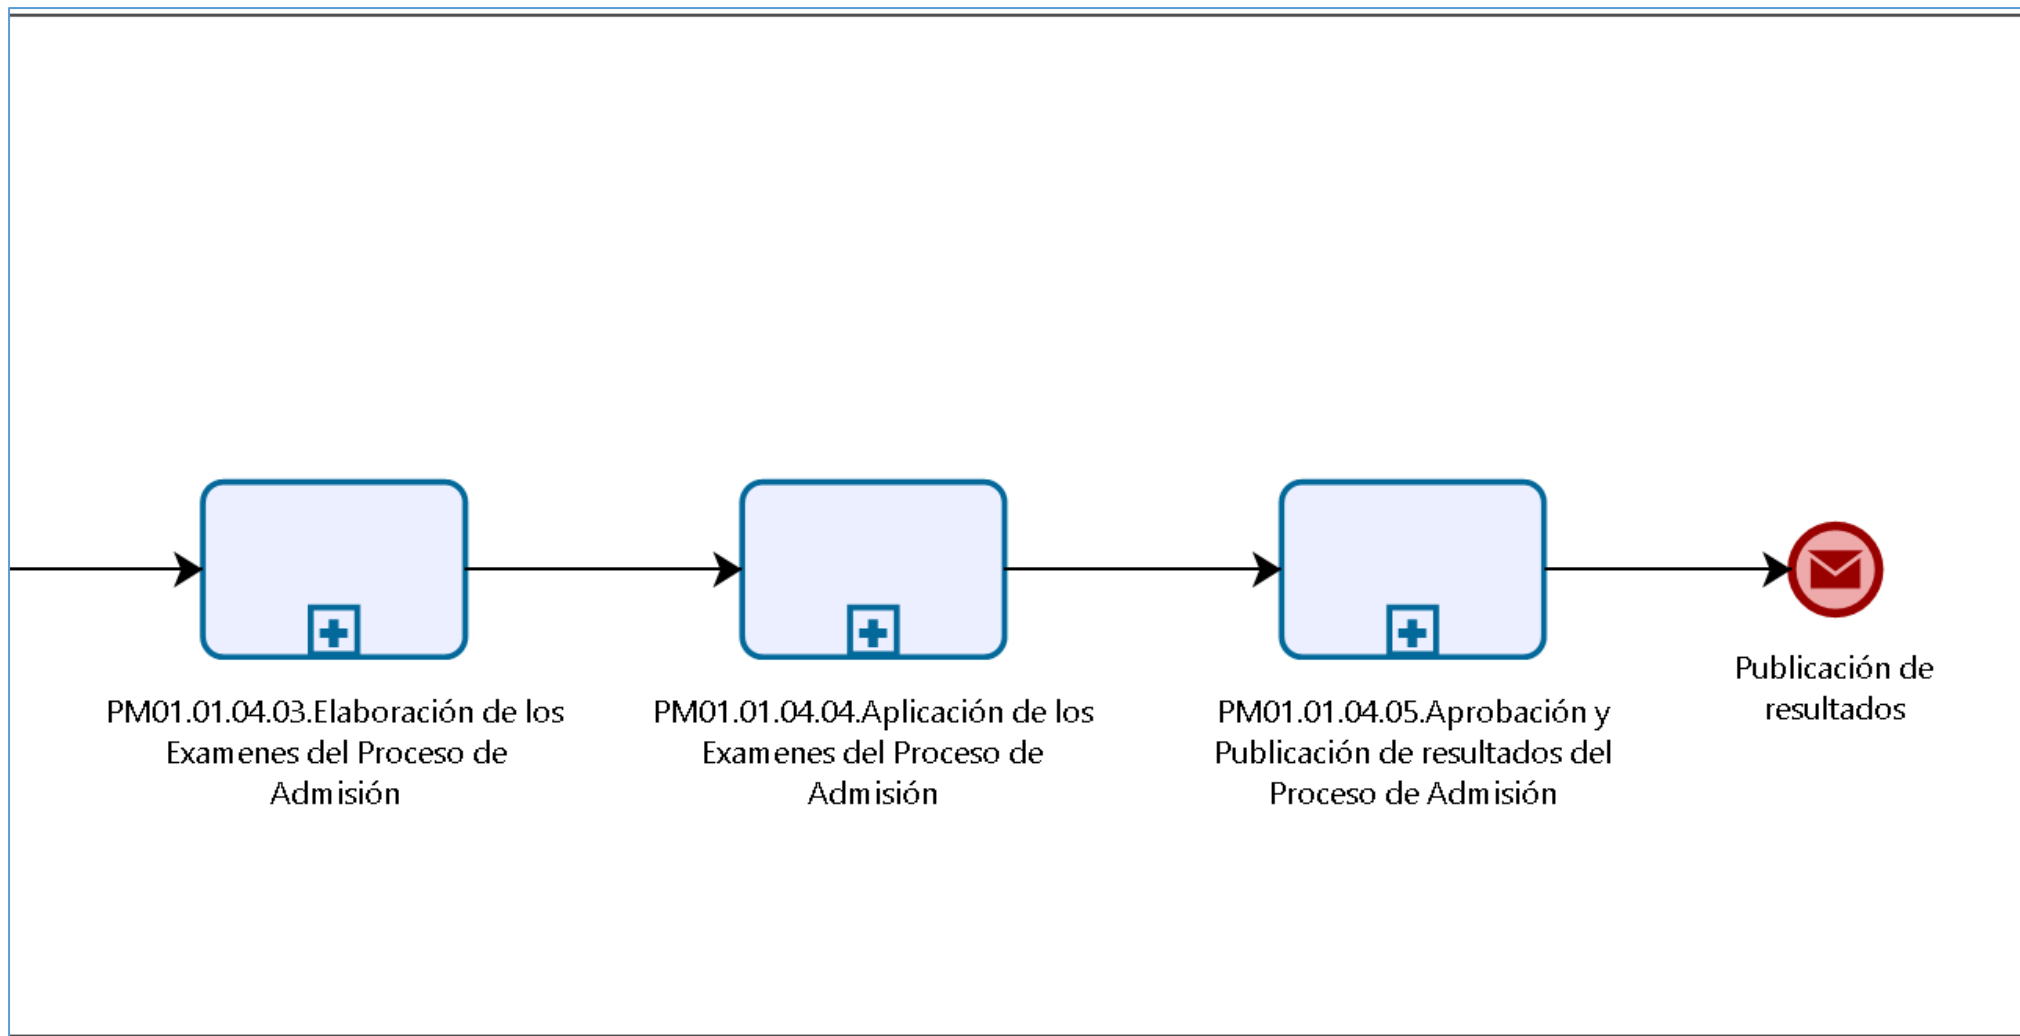 PM01.01.04.03.Elaboración de los
Examenes del Proceso de
Admisión
PM01.01.04.04.Aplicación de los
Examenes del Proceso de
Admisión
PM01.01.04.05.Aprobación y
Publicación de resultados del
Proceso de Admisión
Publicación de
resultados